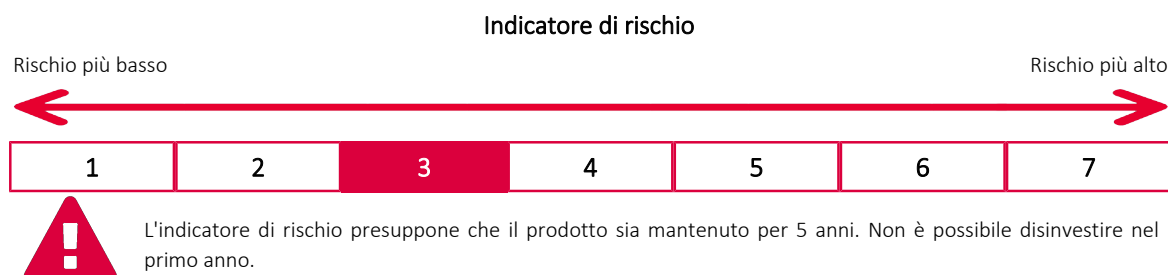 Indicatore di rischio
Rischio più basso Rischio più alto
1 2 3 4 5 6 7
L'indicatore di rischio presuppone che il prodotto sia mantenuto per 5 anni. Non è possibile disinvestire nel
primo anno.